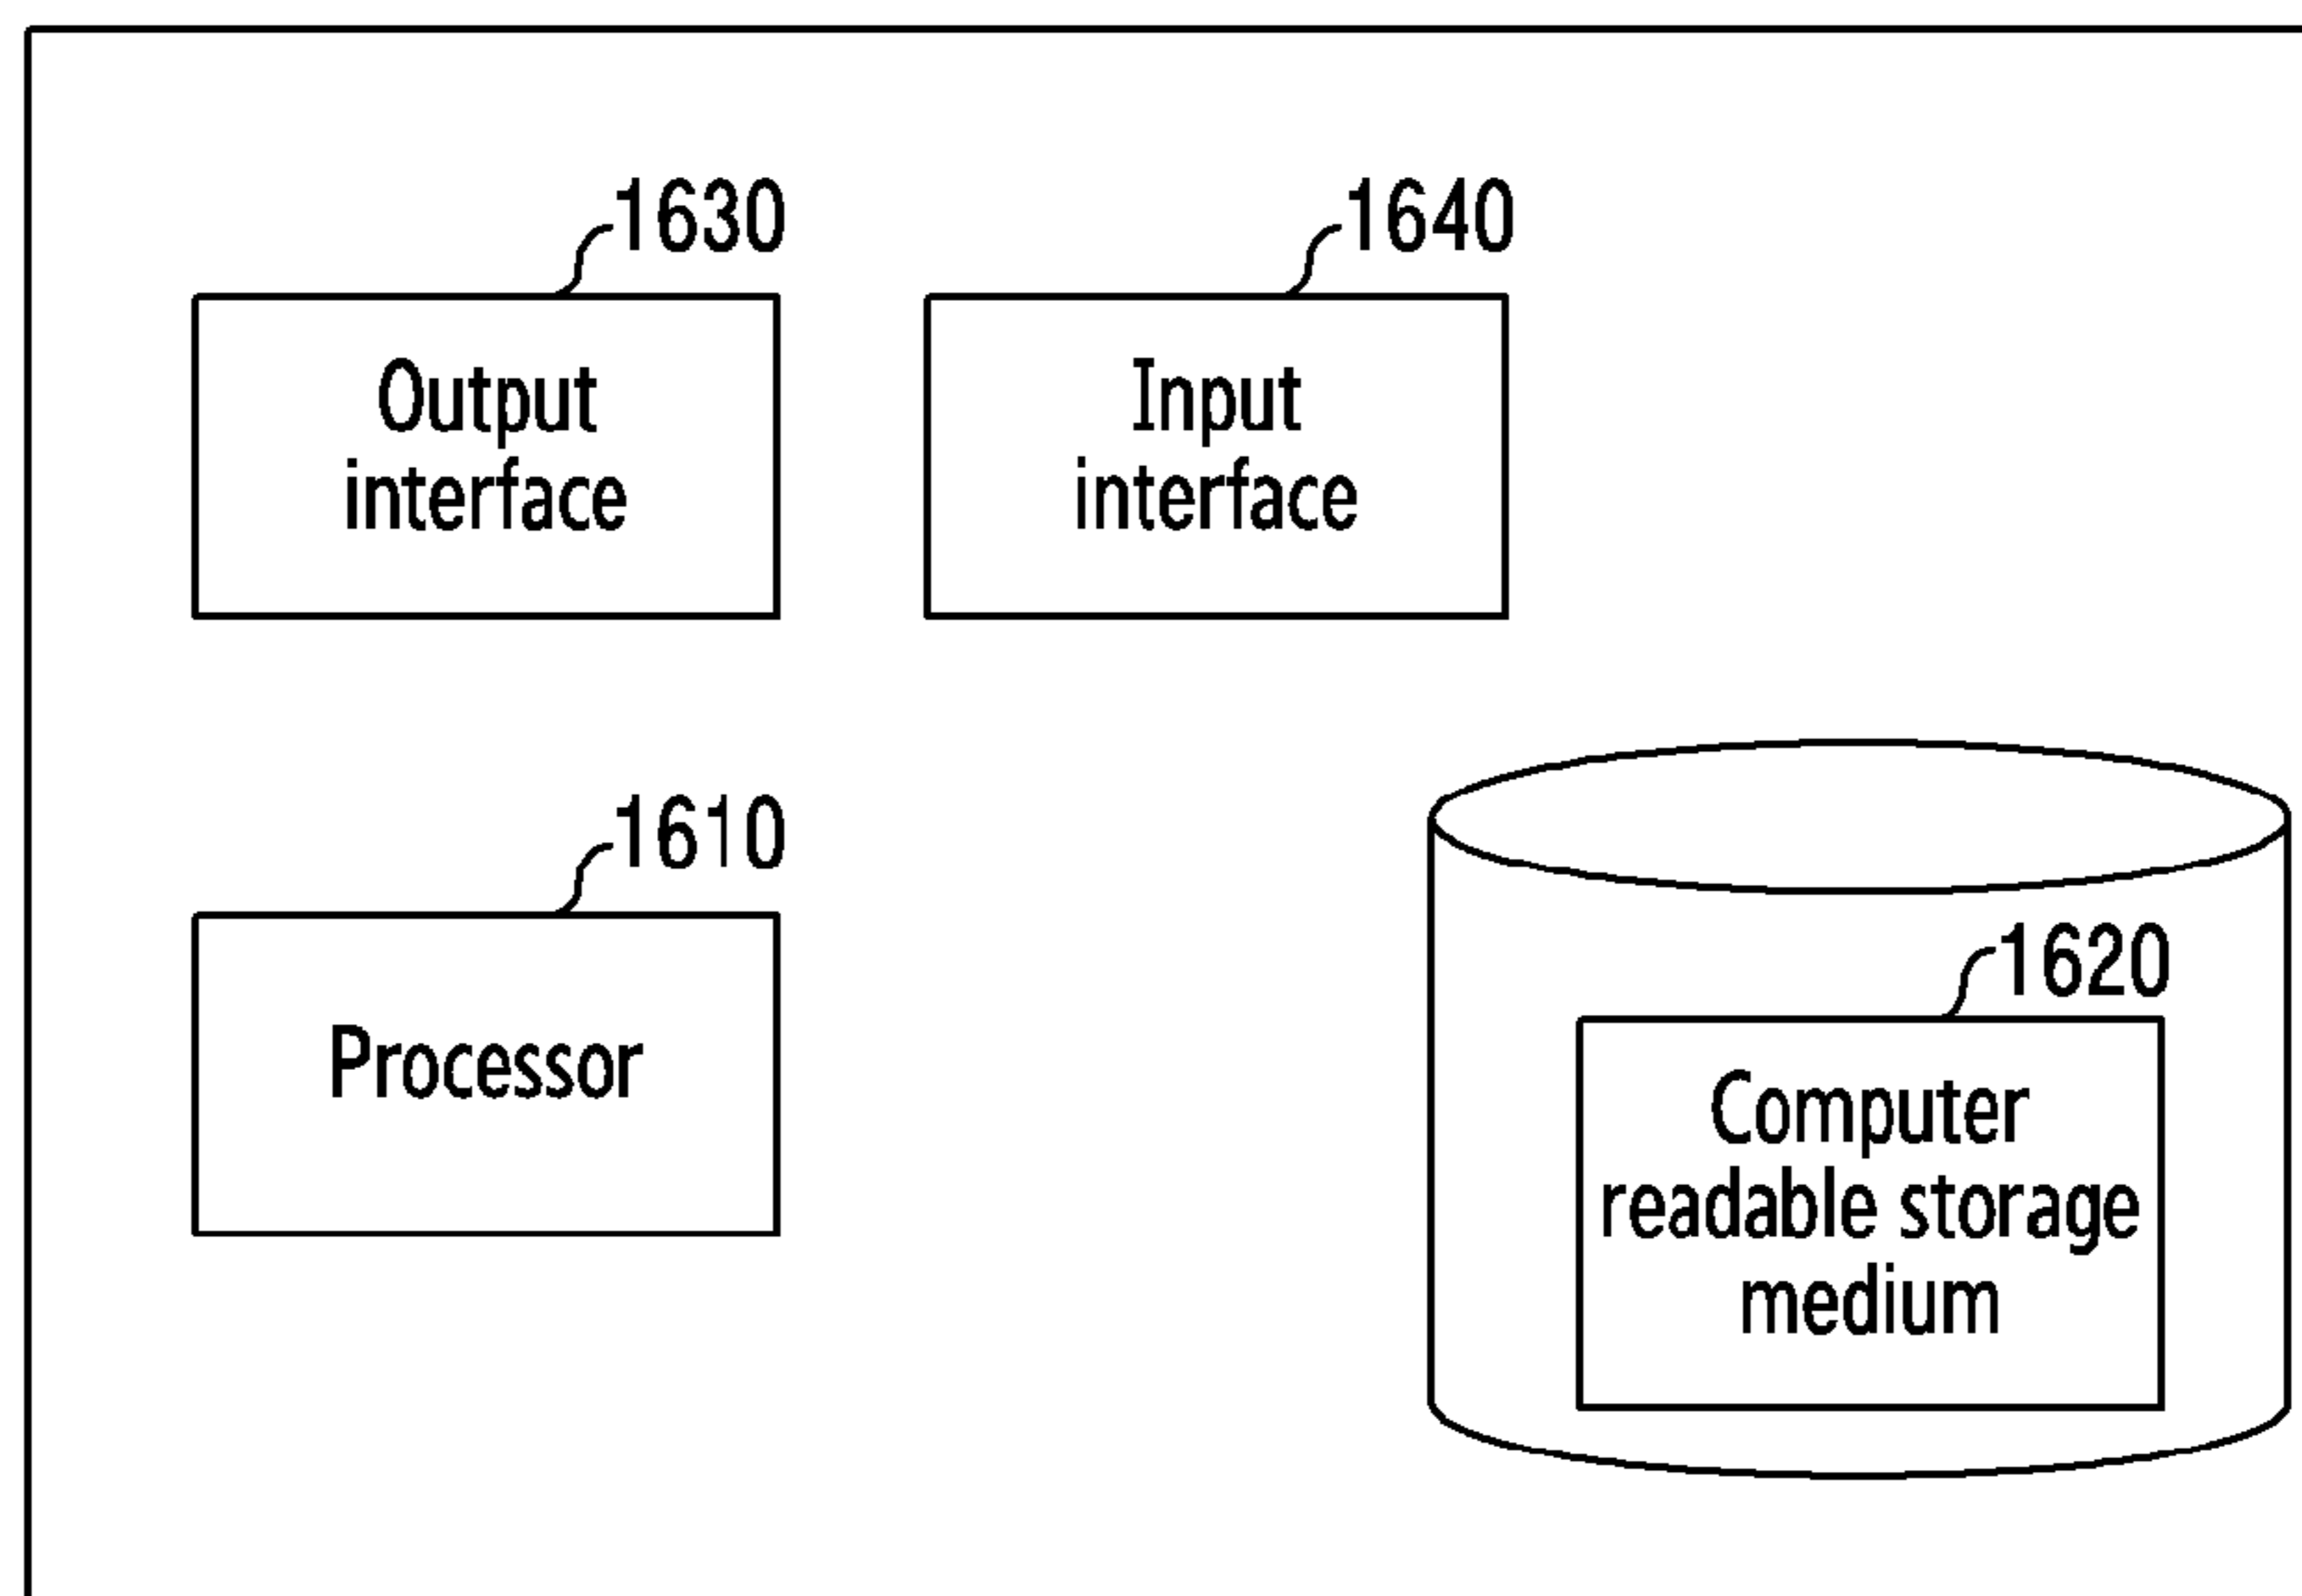 1630
1640
Output
interface
Input
interface
1610
Processor
1620
Computer
readable storage
medium